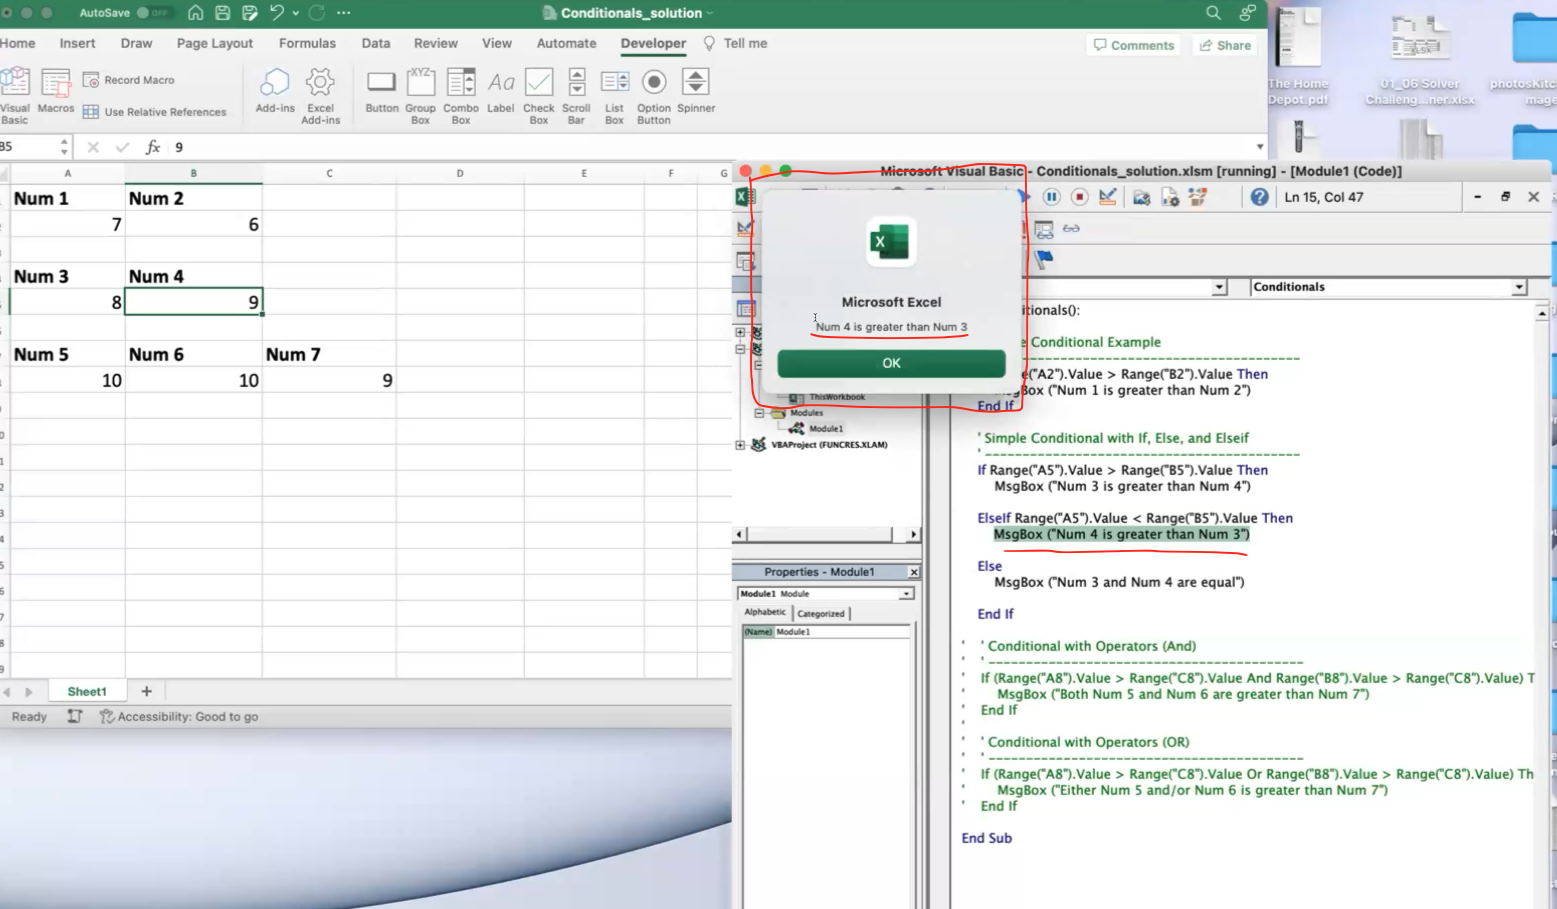 AutoSave OFF
Conditionals_solution
Home Insert Draw Page Layout Formulas Data Review View Automate Developer Tell me
Comments Share
Visual Basic
Macros
Record Macro
Use Relative References
Add-ins
Excel Add-ins
Button
Group Box
Combo Box
Label
Check Box
Scroll Bar
List Box
Option Button
Spinner
B5 fx 9
A B C D E F G
Num 1 Num 2
7 6
Num 3 Num 4
8 9
Num 5 Num 6 Num 7
10 10 9
Sheet1
Ready Accessibility: Good to go
The Home Depot.pdf
01_06 Solver Challeng...ner.xlsx
Microsoft Visual Basic - Conditionals_solution.xlsm [running] - [Module1 (Code)]
Ln 15, Col 47
Microsoft Excel
Num 4 is greater than Num 3
OK
ThisWorkbook
Modules
Module1
VBAProject (FUNCRES.XLAM)
Properties - Module1
Module1 Module
Alphabetic Categorized
(Name) Module1
Conditionals
itionals():
Conditional Example
'----------------------------------------
e("A2").Value > Range("B2").Value Then
MsgBox ("Num 1 is greater than Num 2")
End If
' Simple Conditional with If, Else, and Elseif
'----------------------------------------
If Range("A5").Value > Range("B5").Value Then
MsgBox ("Num 3 is greater than Num 4")
ElseIf Range("A5").Value < Range("B5").Value Then
MsgBox ("Num 4 is greater than Num 3")
Else
MsgBox ("Num 3 and Num 4 are equal")
End If
' ' Conditional with Operators (And)
' '----------------------------------------
' If (Range("A8").Value > Range("C8").Value And Range("B8").Value > Range("C8").Value) T
' MsgBox ("Both Num 5 and Num 6 are greater than Num 7")
' End If
'
' ' Conditional with Operators (OR)
' '----------------------------------------
' If (Range("A8").Value > Range("C8").Value Or Range("B8").Value > Range("C8").Value) Th
' MsgBox ("Either Num 5 and/or Num 6 is greater than Num 7")
' End If
End Sub